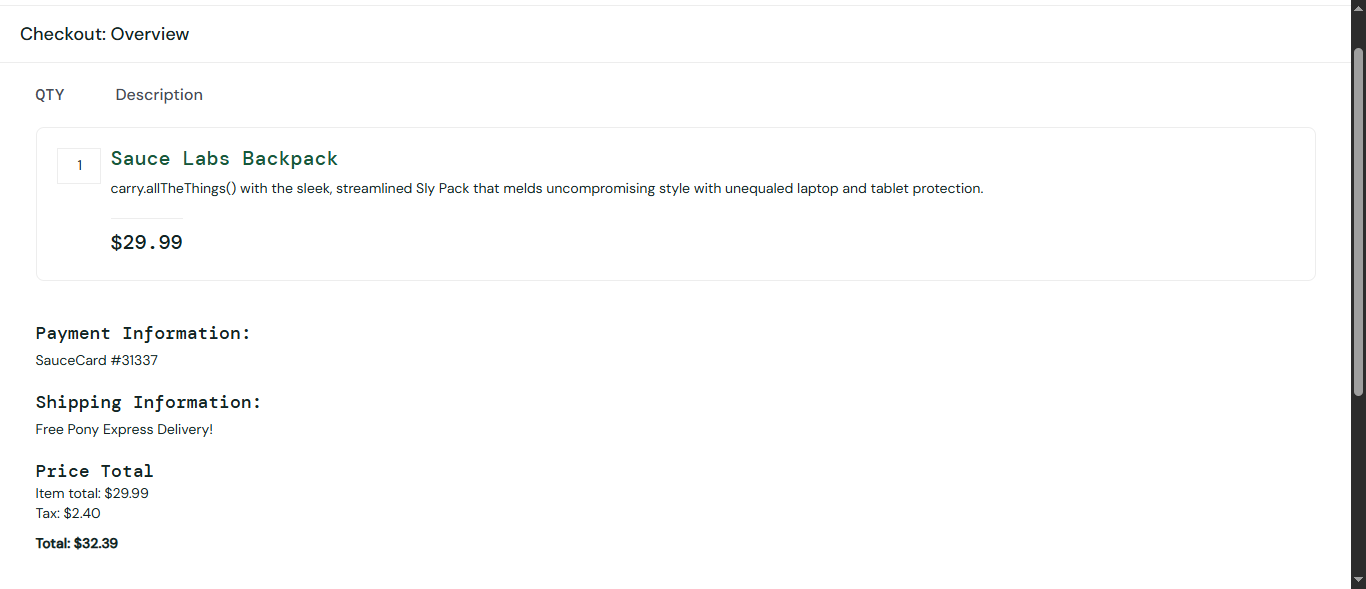 Checkout: Overview
QTY Description
1
Sauce Labs Backpack
carry.allTheThings() with the sleek, streamlined Sly Pack that melds uncompromising style with unequaled laptop and tablet protection.
$29.99
Payment Information:
SauceCard #31337
Shipping Information:
Free Pony Express Delivery!
Price Total
Item total: $29.99
Tax: $2.40
Total: $32.39